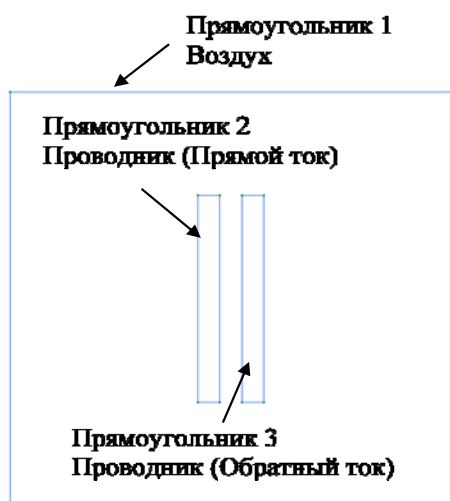 Прямоугольник 1
Воздух
Прямоугольник 2
Проводник (Прямой ток)
Прямоугольник 3
Проводник (Обратный ток)